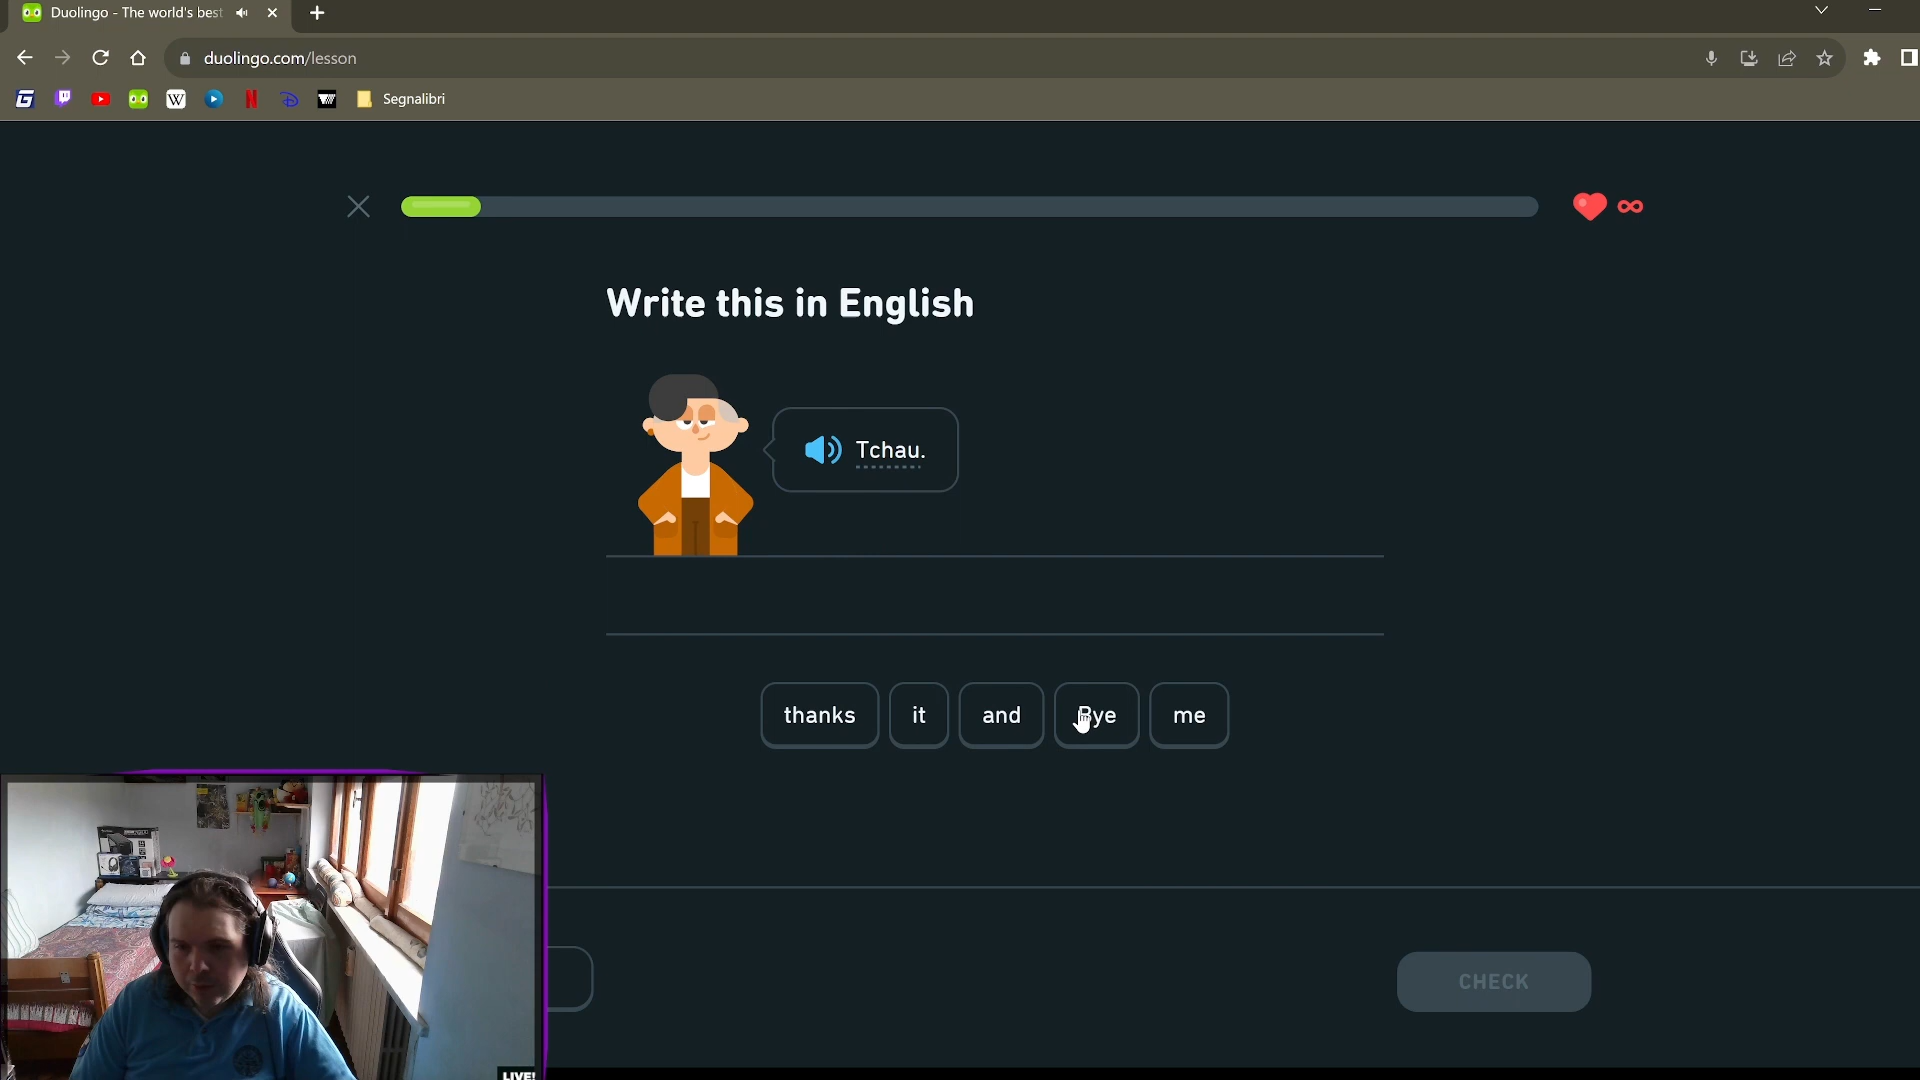 Duolingo - The world's best
duolingo.com/lesson
Segnalibri
Write this in English
Tchau.
thanks
it
and
Bye
me
CHECK
LIVE!